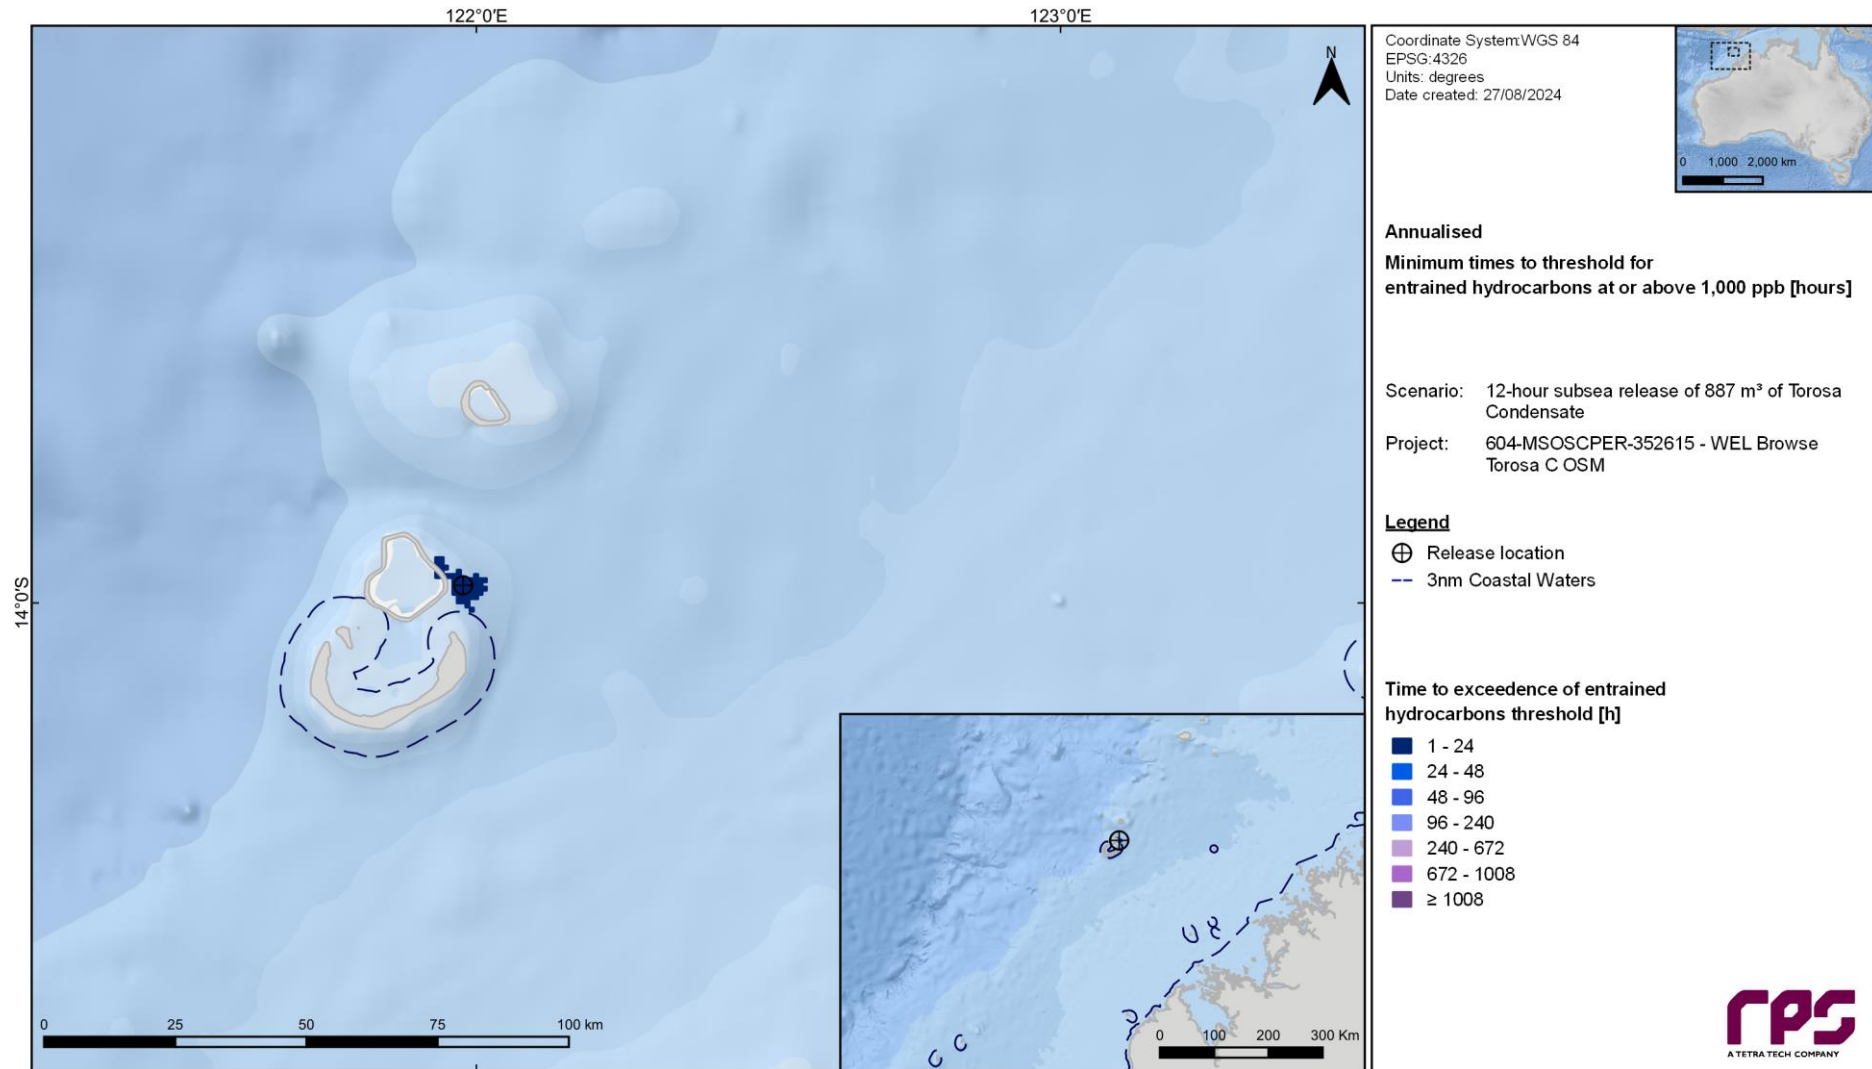 122°0'E
123°0'E
14°0'S
N
0 25 50 75 100 km
0 100 200 300 Km
Coordinate System:WGS 84
EPSG:4326
Units: degrees
Date created: 27/08/2024
0 1,000 2,000 km
Annualised
Minimum times to threshold for
entrained hydrocarbons at or above 1,000 ppb [hours]
Scenario: 12-hour subsea release of 887 m³ of Torosa
Condensate
Project: 604-MSOSCPER-352615 - WEL Browse
Torosa C OSM
Legend
Release location
3nm Coastal Waters
Time to exceedence of entrained
hydrocarbons threshold [h]
1 - 24
24 - 48
48 - 96
96 - 240
240 - 672
672 - 1008
≥ 1008
rps
A TETRA TECH COMPANY